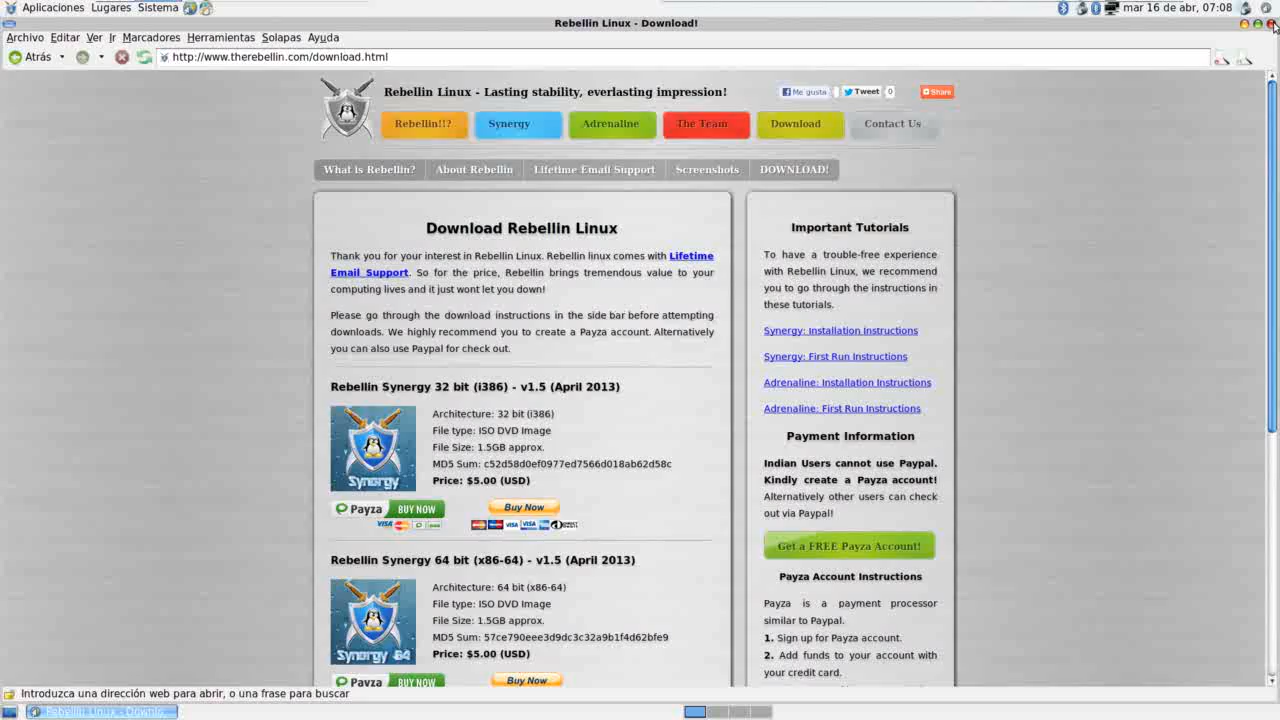 Aplicaciones Lugares Sistema
mar 16 de abr, 07:08
Rebellin Linux - Download!
Archivo Editar Ver Ir Marcadores Herramientas Solapas Ayuda
Atrás
http://www.therebellin.com/download.html
Rebellin Linux - Lasting stability, everlasting impression!
Me gusta
Tweet 0
Share
Rebellin!!? Synergy Adrenaline The Team Download Contact Us
What is Rebellin? About Rebellin Lifetime Email Support Screenshots DOWNLOAD!
Download Rebellin Linux
Thank you for your interest in Rebellin Linux. Rebellin linux comes with Lifetime
Email Support. So for the price, Rebellin brings tremendous value to your
computing lives and it just wont let you down!
Please go through the download instructions in the side bar before attempting
downloads. We highly recommend you to create a Payza account. Alternatively
you can also use Paypal for check out.
Rebellin Synergy 32 bit (i386) - v1.5 (April 2013)
Synergy
Architecture: 32 bit (i386)
File type: ISO DVD Image
File Size: 1.5GB approx.
MD5 Sum: c52d58d0ef0977ed7566d018ab62d58c
Price: $5.00 (USD)
Payza BUY NOW
VISA
Buy Now
VISA VISA
Rebellin Synergy 64 bit (x86-64) - v1.5 (April 2013)
Synergy 64
Architecture: 64 bit (x86-64)
File type: ISO DVD Image
File Size: 1.5GB approx.
MD5 Sum: 57ce790eee3d9dc3c32a9b1f4d62bfe9
Price: $5.00 (USD)
Payza BUY NOW
Buy Now
Important Tutorials
To have a trouble-free experience
with Rebellin Linux, we recommend
you to go through the instructions in
these tutorials.
Synergy: Installation Instructions
Synergy: First Run Instructions
Adrenaline: Installation Instructions
Adrenaline: First Run Instructions
Payment Information
Indian Users cannot use Paypal.
Kindly create a Payza account!
Alternatively other users can check
out via Paypal!
Get a FREE Payza Account!
Payza Account Instructions
Payza is a payment processor
similar to Paypal.
1. Sign up for Payza account.
2. Add funds to your account with
your credit card.
Introduzca una dirección web para abrir, o una frase para buscar
Rebellin Linux - Downlo